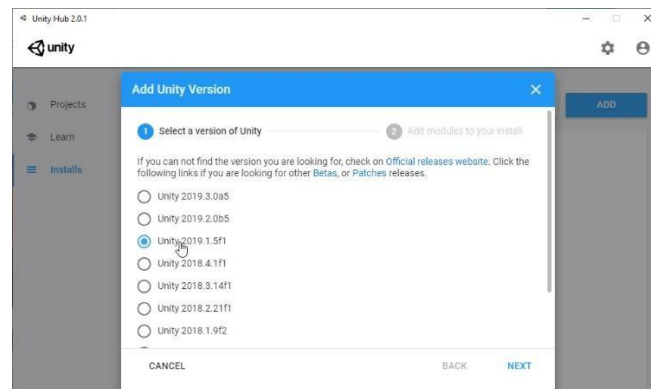 Unity Hub 2.0.1
unity
Projects
Learn
Installs
ADD
Add Unity Version
1 Select a version of Unity
2 Add modules to your install
If you can not find the version you are looking for, check on Official releases website. Click the
following links if you are looking for other Betas, or Patches releases.
Unity 2019.3.0a5
Unity 2019.2.0b5
Unity 2019.1.5f1
Unity 2018.4.1f1
Unity 2018.3.14f1
Unity 2018.2.21f1
Unity 2018.1.9f2
CANCEL
BACK
NEXT